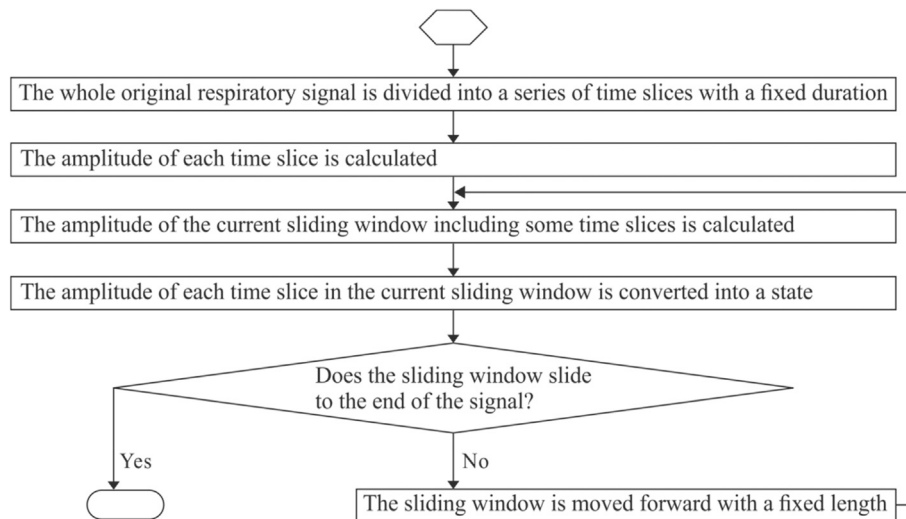 The whole original respiratory signal is divided into a series of time slices with a fixed duration
The amplitude of each time slice is calculated
The amplitude of the current sliding window including some time slices is calculated
The amplitude of each time slice in the current sliding window is converted into a state
Does the sliding window slide
to the end of the signal?
Yes
No
The sliding window is moved forward with a fixed length